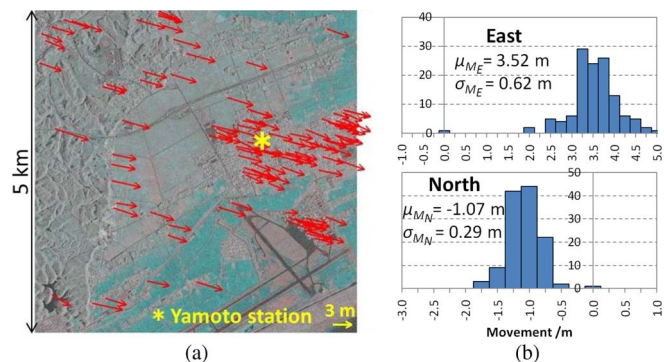 5 km
* Yamoto station
3 m
(a)
40
30
20
10
0
East
μME = 3.52 m
σME = 0.62 m
-1.0 -0.5 0.0 0.5 1.0 1.5 2.0 2.5 3.0 3.5 4.0 4.5 5.0
North
μMN = -1.07 m
σMN = 0.29 m
50
40
30
20
10
0
-3.0 -2.5 -2.0 -1.5 -1.0 -0.5 0.0 0.5 1.0
Movement /m
(b)